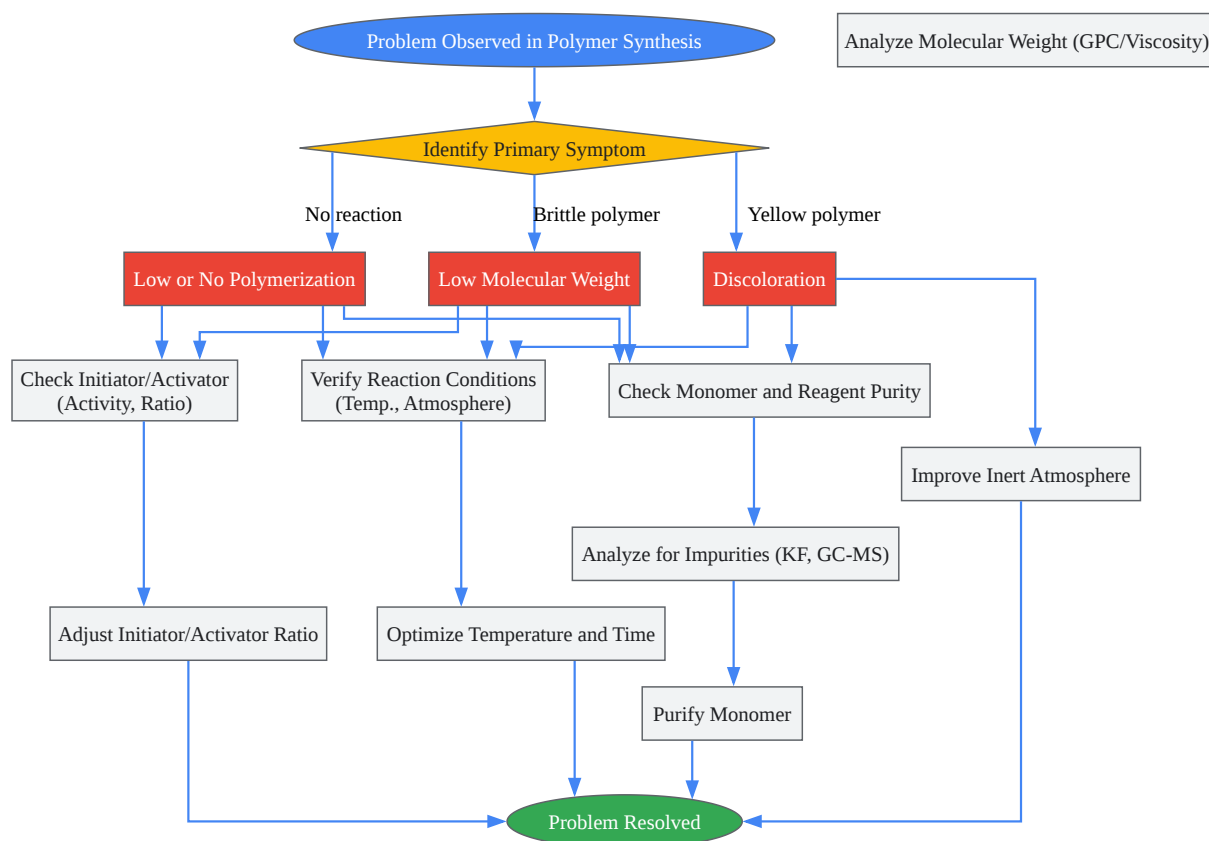 Problem Observed in Polymer Synthesis
Analyze Molecular Weight (GPC/Viscosity)
Identify Primary Symptom
No reaction
Brittle polymer
Yellow polymer
Low or No Polymerization
Low Molecular Weight
Discoloration
Check Initiator/Activator
(Activity, Ratio)
Verify Reaction Conditions
(Temp., Atmosphere)
Check Monomer and Reagent Purity
Improve Inert Atmosphere
Analyze for Impurities (KF, GC-MS)
Adjust Initiator/Activator Ratio
Optimize Temperature and Time
Purify Monomer
Problem Resolved